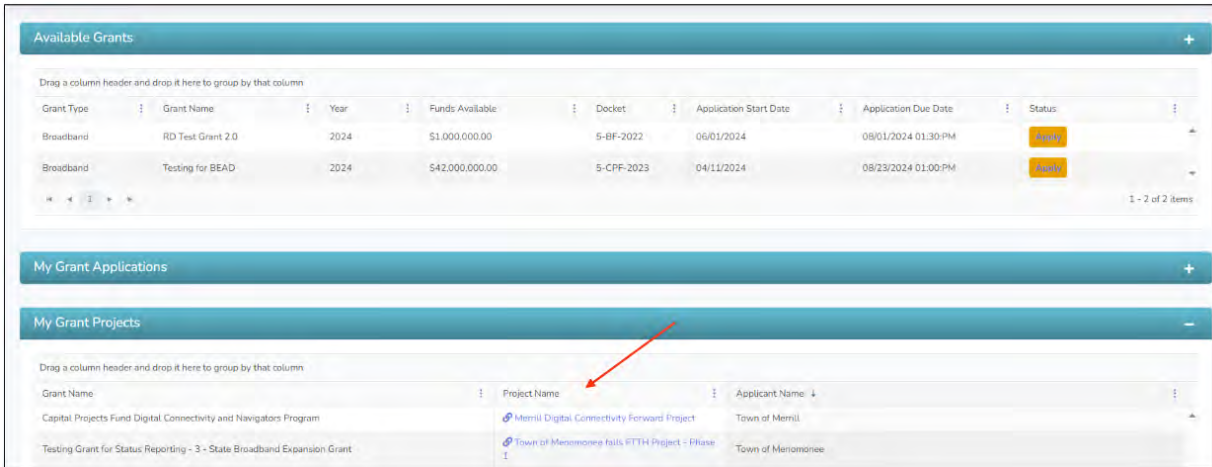 Available Grants +
Drag a column header and drop it here to group by that column
Grant Type Grant Name Year Funds Available Docket Application Start Date Application Due Date Status
Broadband RD Test Grant 2.0 2024 $1,000,000.00 5-BF-2022 06/01/2024 08/01/2024 01:30:PM Apply
Broadband Testing for BEAD 2024 $42,000,000.00 5-CPF-2023 04/11/2024 08/23/2024 01:00:PM Apply
1 1 - 2 of 2 items
My Grant Applications +
My Grant Projects −
Drag a column header and drop it here to group by that column
Grant Name Project Name Applicant Name ↓
Capital Projects Fund Digital Connectivity and Navigators Program Merrill Digital Connectivity Forward Project Town of Merrill
Testing Grant for Status Reporting - 3 - State Broadband Expansion Grant Town of Menomonee falls FTTH Project - Phase Town of Menomonee
1